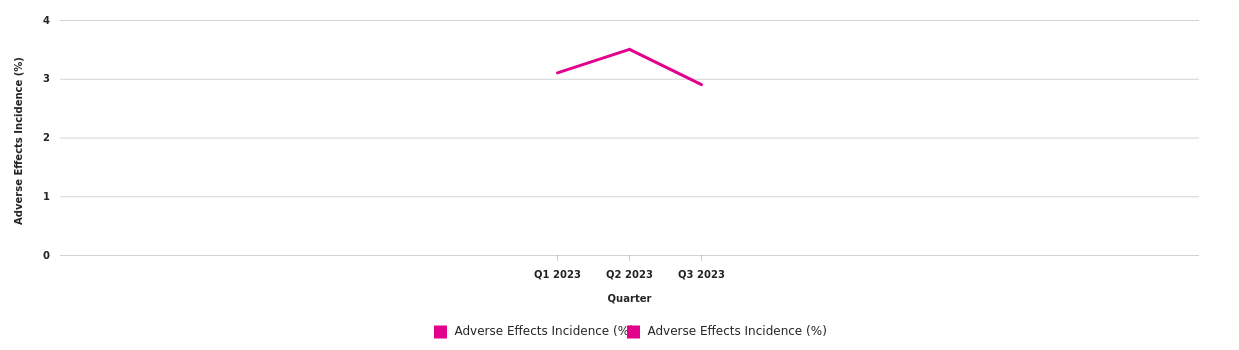 4
3
2
1
0
Adverse Effects Incidence (%)
Q1 2023 Q2 2023 Q3 2023
Quarter
Adverse Effects Incidence (% Adverse Effects Incidence (%)